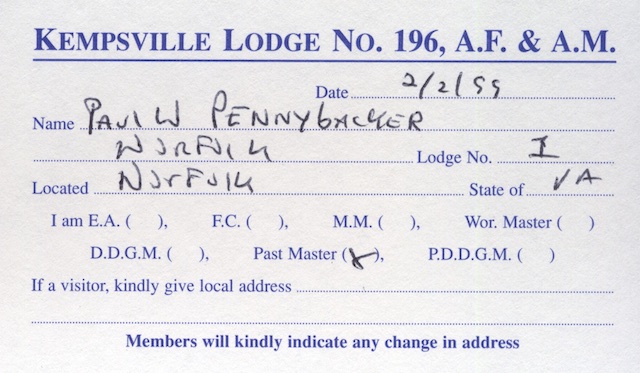 KEMPSVILLE LODGE NO. 196, A.F. & A.M.
Date 2/2/99
Name PAUL W PENNYBACKER
NORFOLK Lodge No. I
Located NORFOLK State of VA
I am E.A. ( ), F.C. ( ), M.M. ( ), Wor. Master ( )
D.D.G.M. ( ), Past Master (X), P.D.D.G.M. ( )
If a visitor, kindly give local address
Members will kindly indicate any change in address